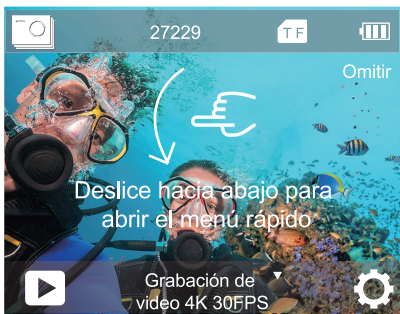 27229
TF
Omitir
Deslice hacia abajo para
abrir el menú rápido
Grabación de
video 4K 30FPS